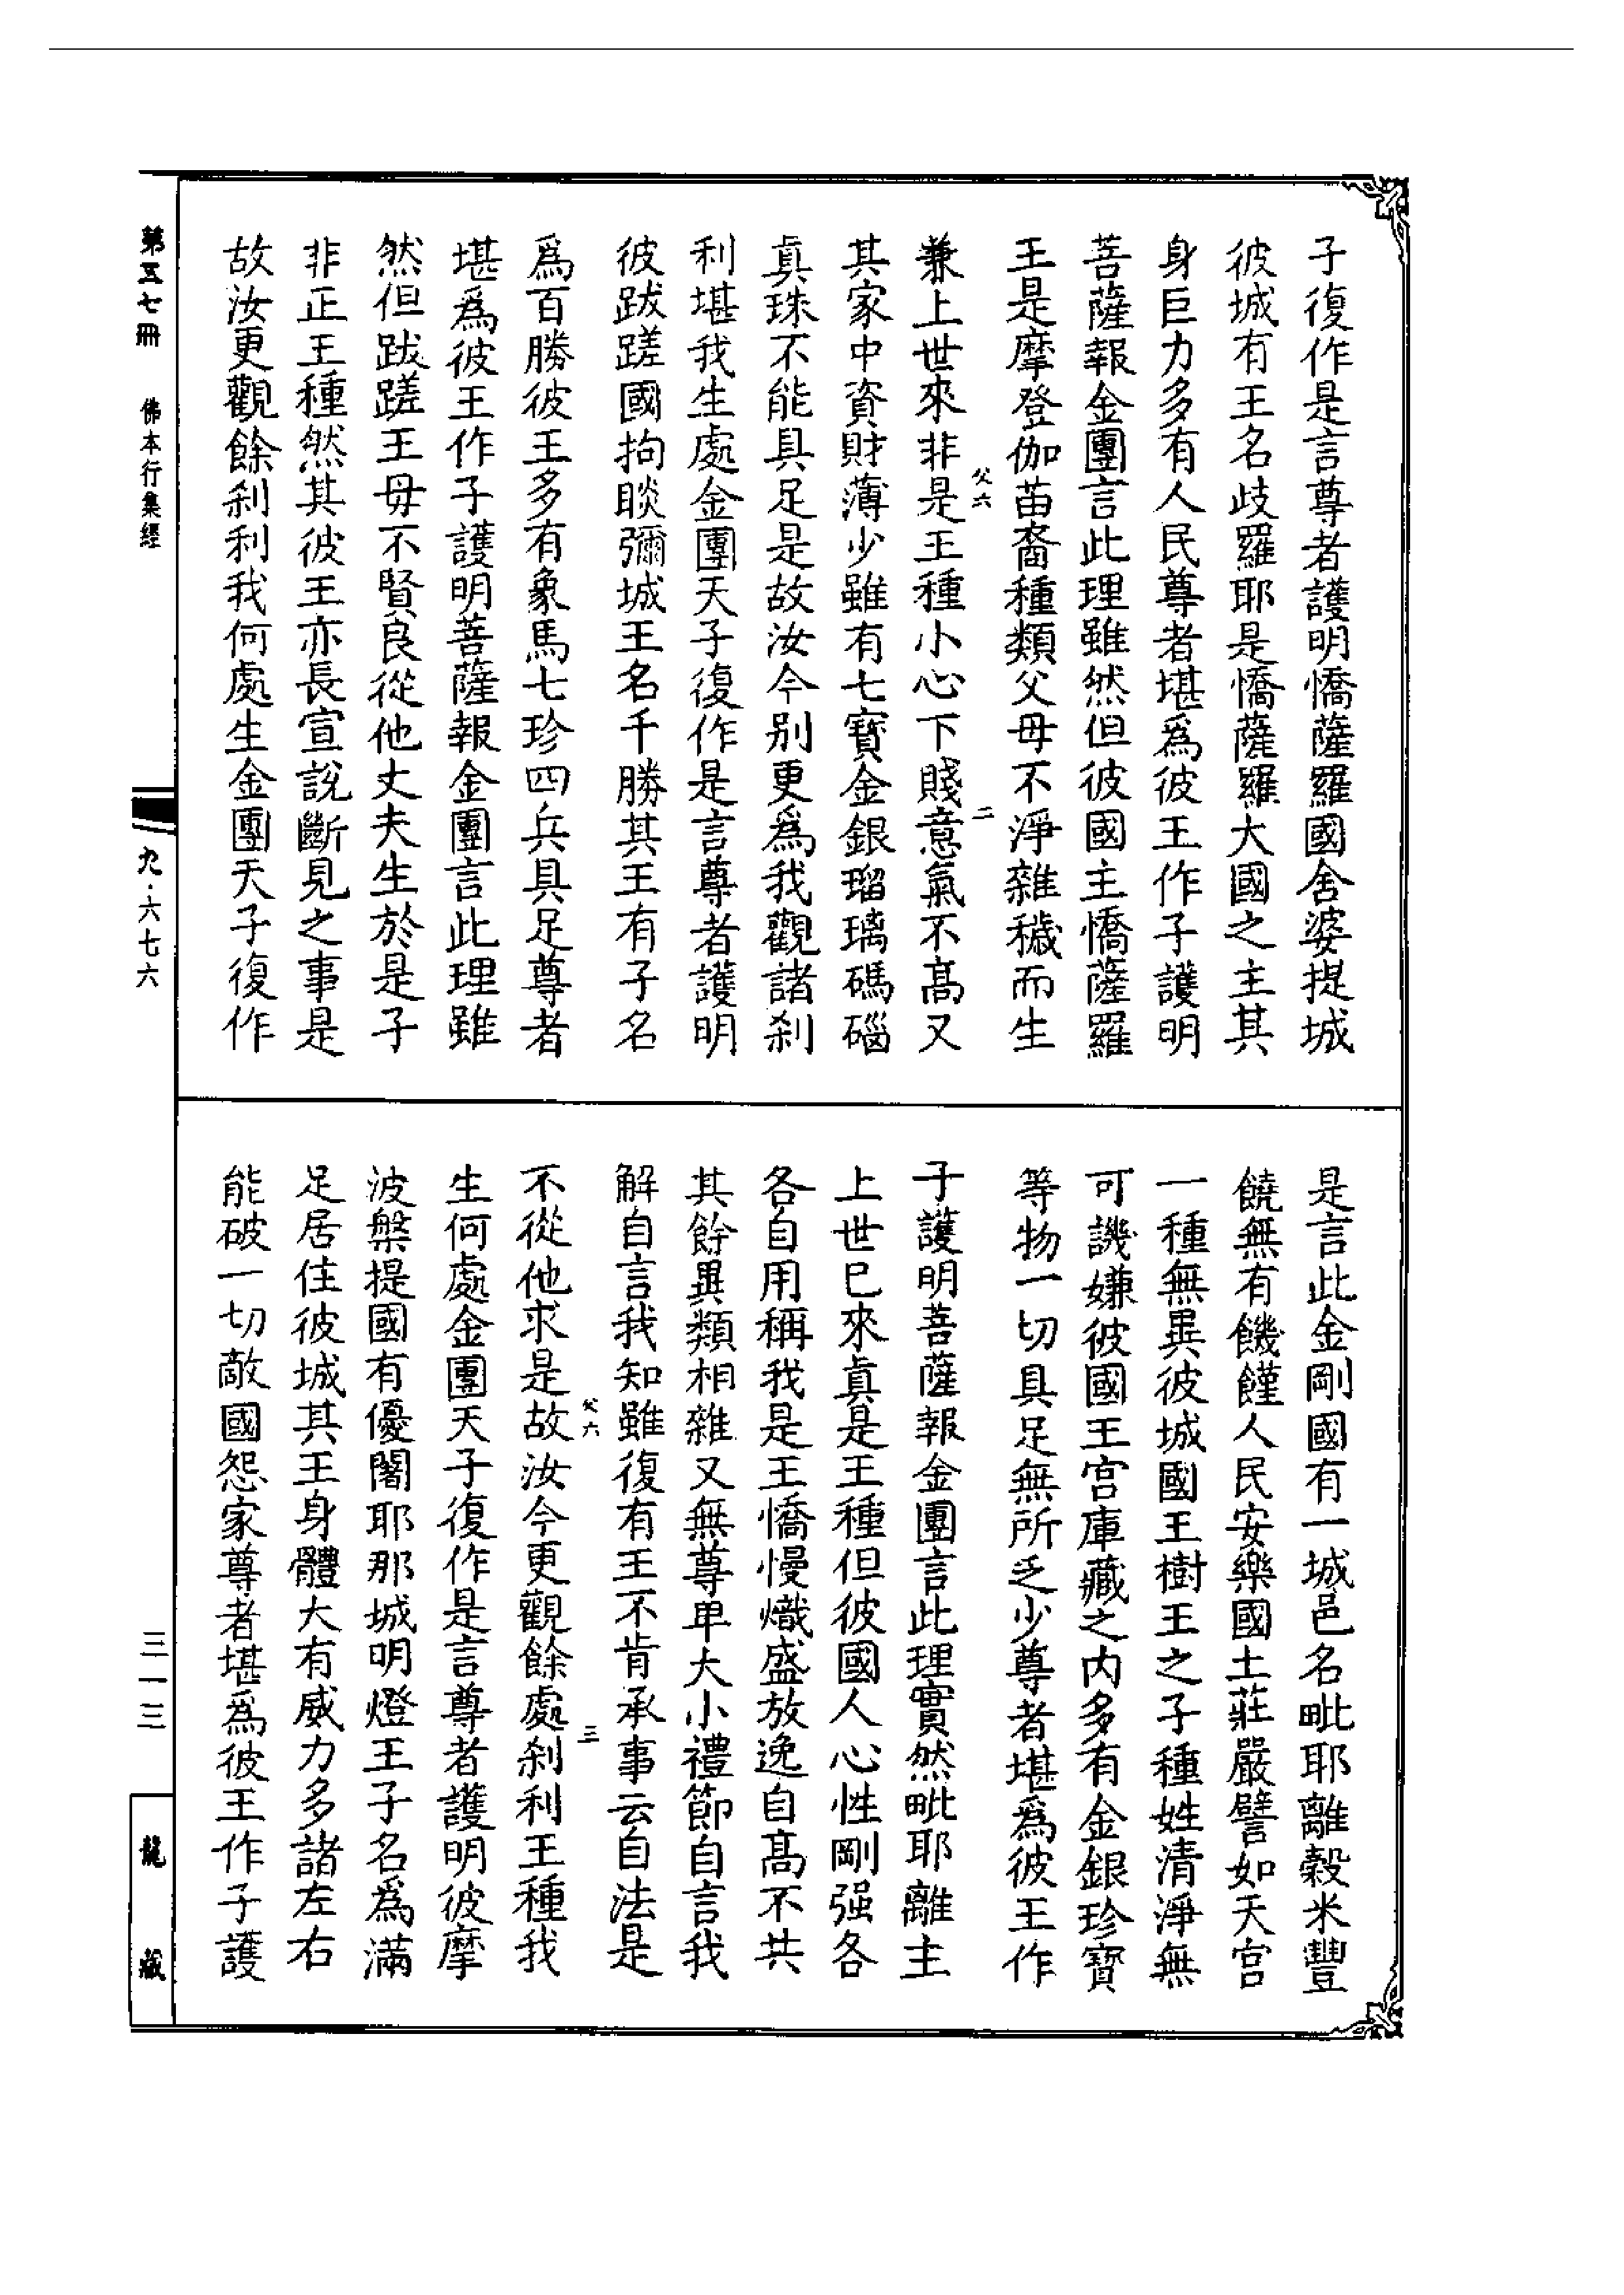 子復作是言尊者護明憍薩羅國舍婆提城
彼城有王名歧羅耶是憍薩羅大國之主其
身巨力多有人民尊者堪爲彼王作子護明
菩薩報金團言此理雖然但彼國主憍薩羅
王是摩登伽苗裔種類父母不淨雜穢而生
父六
二
兼上世來非是王種小心下賤意氣不高又
其家中資財薄少雖有七寶金銀瑠璃碼碯
真珠不能具足是故汝今别更爲我觀諸刹
利堪我生處金團天子復作是言尊者護明
彼跋蹉國拘睒彌城王名千勝其王有子名
爲百勝彼王多有象馬七珍四兵具足尊者
堪爲彼王作子護明菩薩報金團言此理雖
然但跋蹉王母不賢良從他丈夫生於是子
非正王種然其彼王亦長宣説斷見之事是
故汝更觀餘刹利我何處生金團天子復作
是言此金剛國有一城邑名毗耶離榖米豐
饒無有饑饉人民安樂國土莊嚴譬如天宫
一種無異彼城國王樹王之子種姓清淨無
可譏嫌彼國王宫庫藏之内多有金銀珍寶
等物一切具足無所乏少尊者堪爲彼王作
子護明菩薩報金團言此理實然毗耶離主
上世已來真是王種但彼國人心性剛强各
各自用稱我是王憍慢熾盛放逸自高不共
其餘異類相雜又無尊卑大小禮節自言我
解自言我知雖復有王不肯承事云自法是
父六
三
不從他求是故汝今更觀餘處刹利王種我
生何處金團天子復作是言尊者護明彼摩
波槃提國有優闍耶那城明燈王子名爲滿
足居住彼城其王身體大有威力多諸左右
能破一切敵國怨家尊者堪爲彼王作子護
第五七冊
佛本行集經
九·六七六
三一三
龍藏